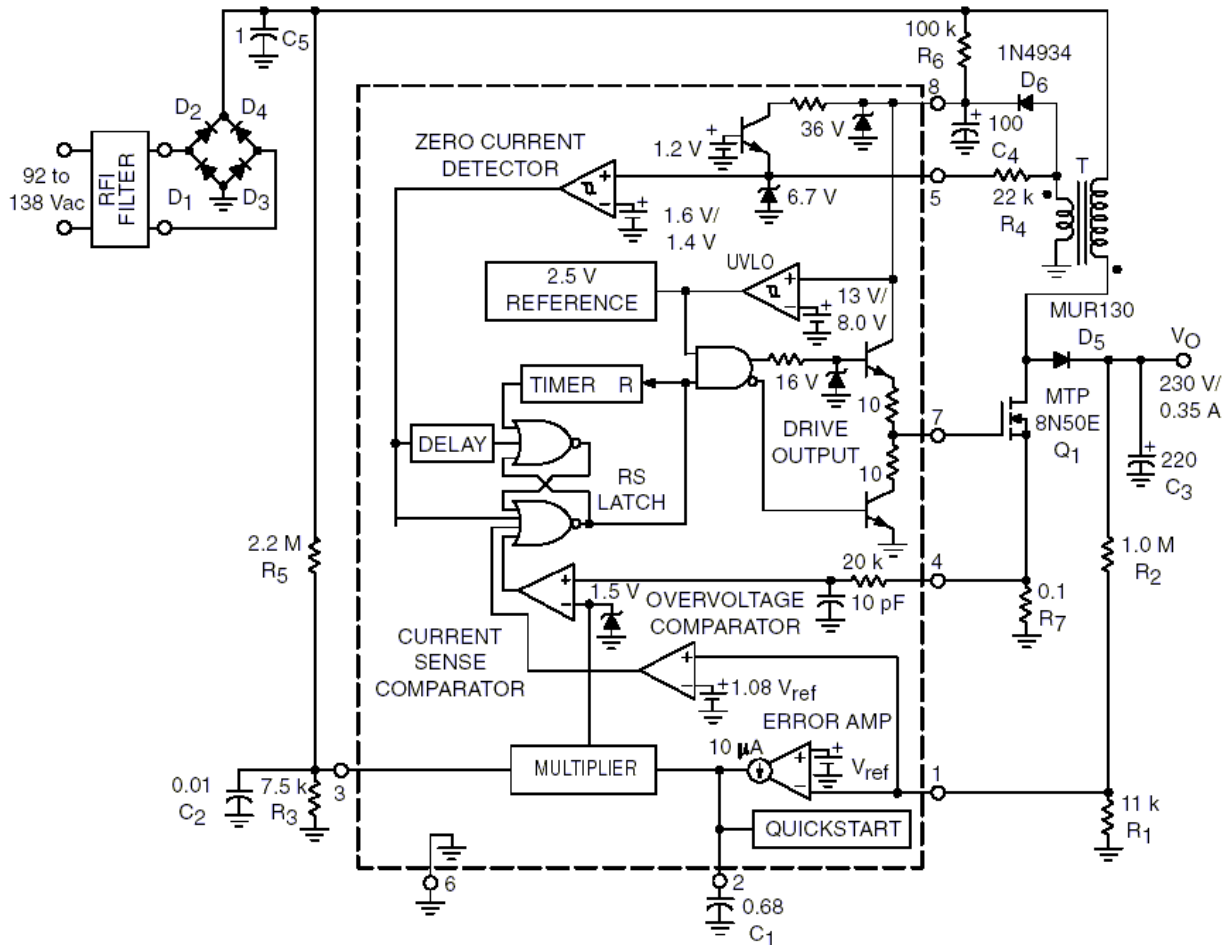 1
C5
100 k
R6
1N4934
D6
8
D2
D4
D1
D3
92 to
138 Vac
RFI
FILTER
36 V
1.2 V
100
C4
T
ZERO CURRENT
DETECTOR
6.7 V
5
22 k
R4
1.6 V/
1.4 V
2.5 V
REFERENCE
UVLO
13 V/
8.0 V
MUR130
D5
VO
230 V/
0.35 A
TIMER R
16 V
10
7
MTP
8N50E
Q1
DELAY
DRIVE
OUTPUT
10
RS
LATCH
220
C3
2.2 M
R5
20 k
4
1.0 M
R2
1.5 V
10 pF
OVERVOLTAGE
COMPARATOR
0.1
R7
CURRENT
SENSE
COMPARATOR
1.08 Vref
ERROR AMP
10 μA
Vref
1
MULTIPLIER
0.01
C2
7.5 k
R3
3
11 k
R1
QUICKSTART
6
2
0.68
C1